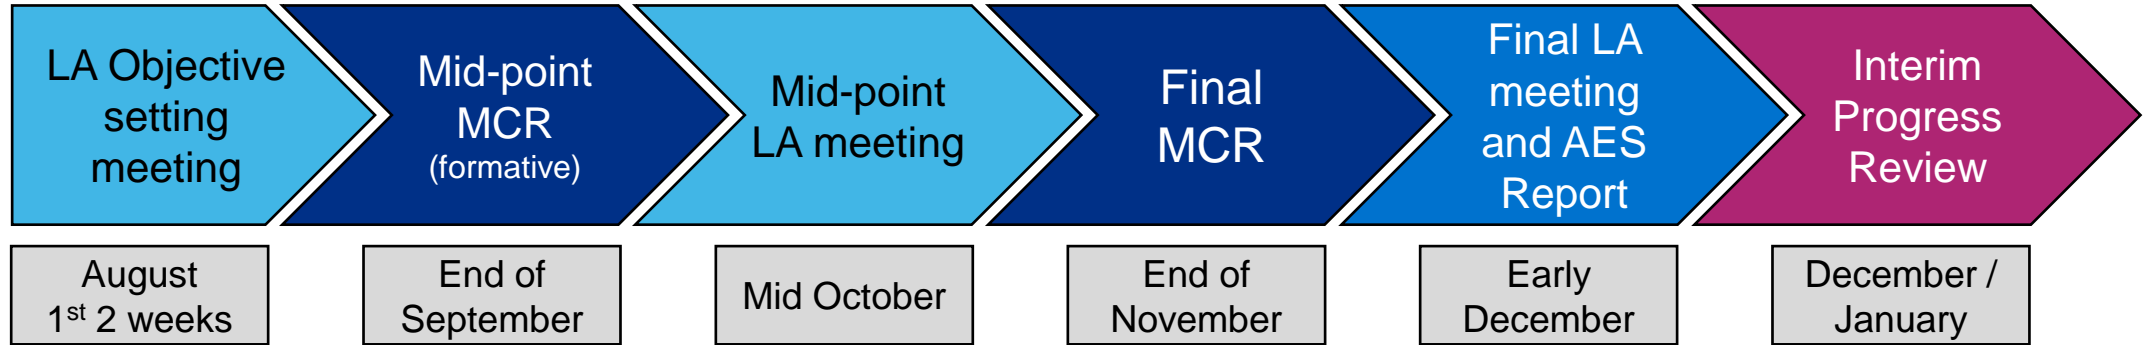 LA Objective
setting
meeting
Mid-point
MCR
(formative)
Mid-point
LA meeting
Final
MCR
Final LA
meeting
and AES
Report
Interim
Progress
Review
August
1st 2 weeks
End of
September
Mid October
End of
November
Early
December
December /
January